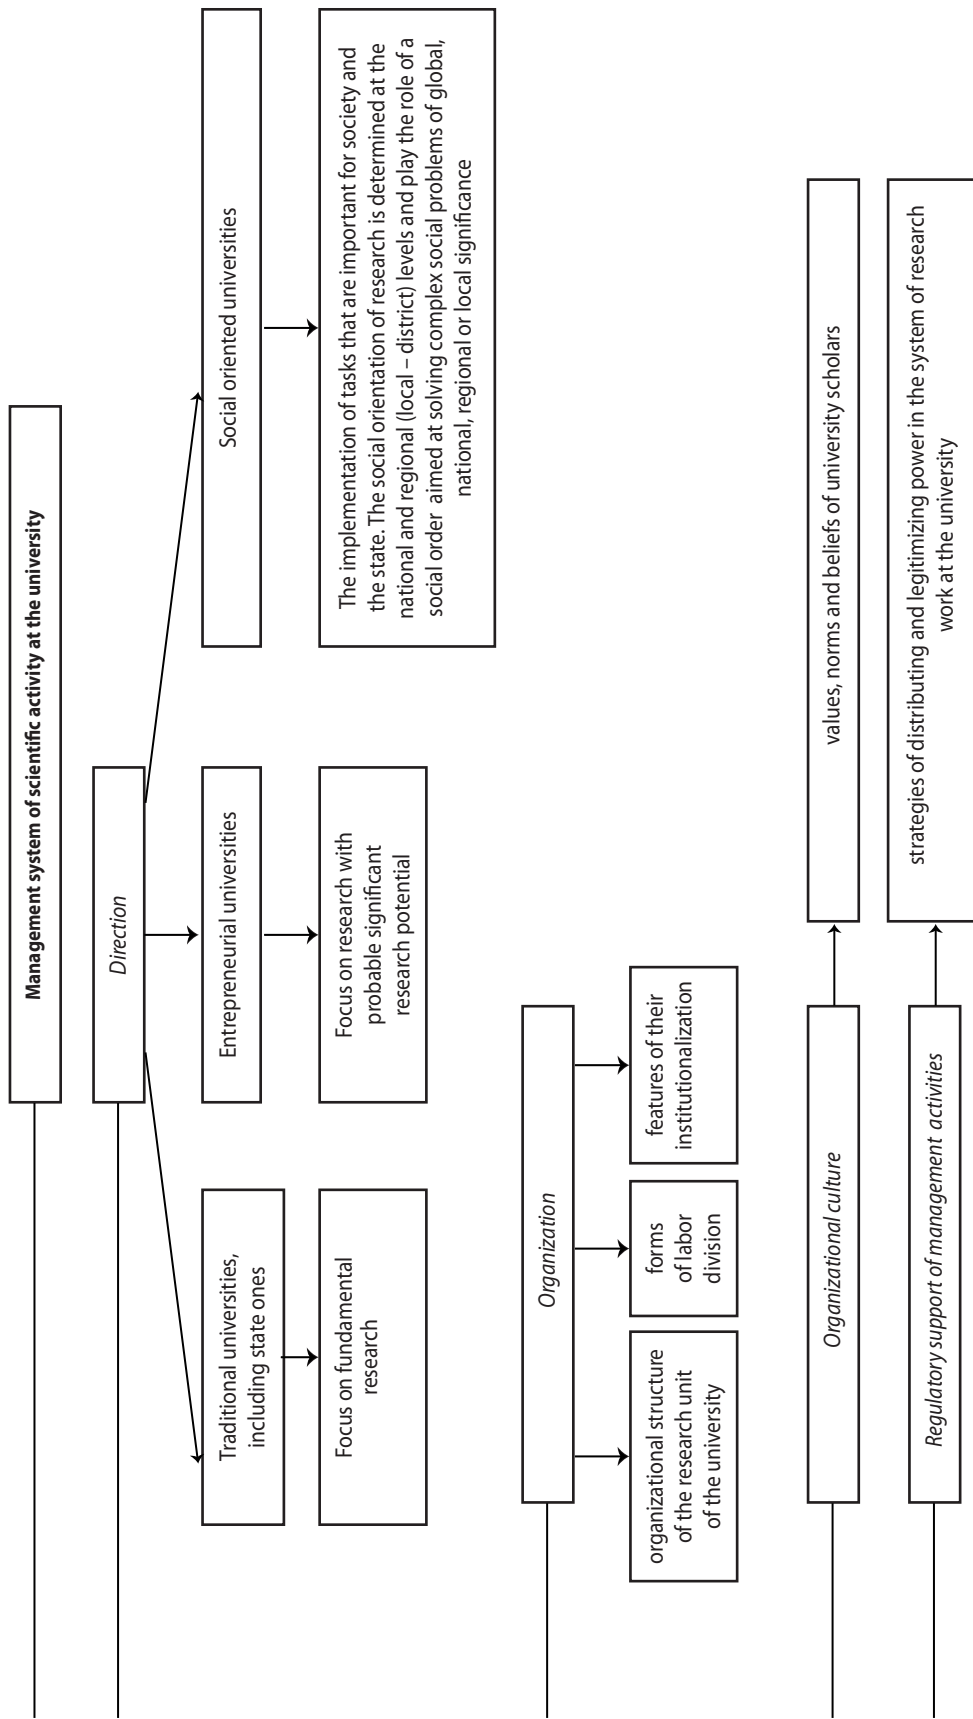 Management system of scientific activity at the university
Direction
Traditional universities,
including state ones
Entrepreneurial universities
Social oriented universities
Focus on fundamental
research
Focus on research with
probable significant
research potential
The implementation of tasks that are important for society and
the state. The social orientation of research is determined at the
national and regional (local – district) levels and play the role of a
social order aimed at solving complex social problems of global,
national, regional or local significance
Organization
organizational structure
of the research unit
of the university
forms
of labor
division
features of their
institutionalization
Organizational culture
values, norms and beliefs of university scholars
Regulatory support of management activities
strategies of distributing and legitimizing power in the system of research
work at the university